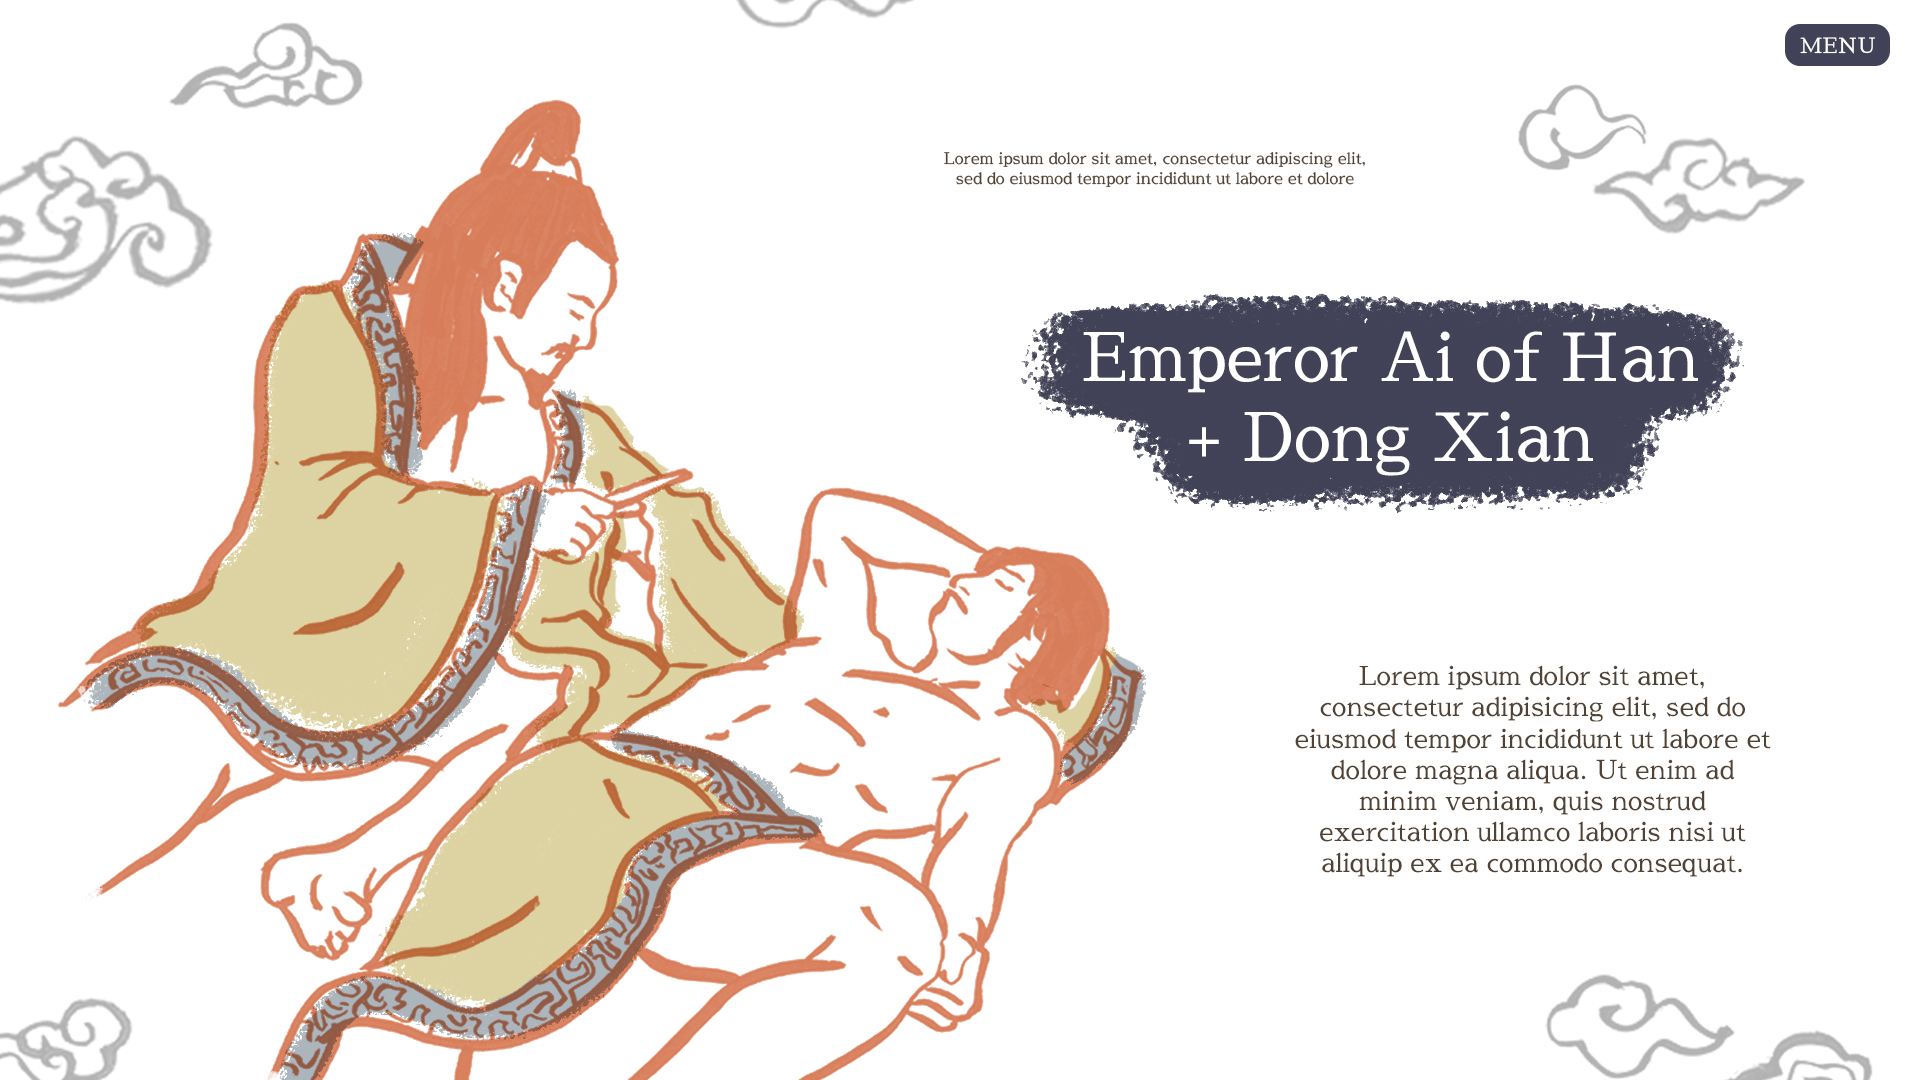 MENU
Lorem ipsum dolor sit amet, consectetur adipiscing elit,
sed do eiusmod tempor incididunt ut labore et dolore
Emperor Ai of Han
+ Dong Xian
Lorem ipsum dolor sit amet,
consectetur adipisicing elit, sed do
eiusmod tempor incididunt ut labore et
dolore magna aliqua. Ut enim ad
minim veniam, quis nostrud
exercitation ullamco laboris nisi ut
aliquip ex ea commodo consequat.